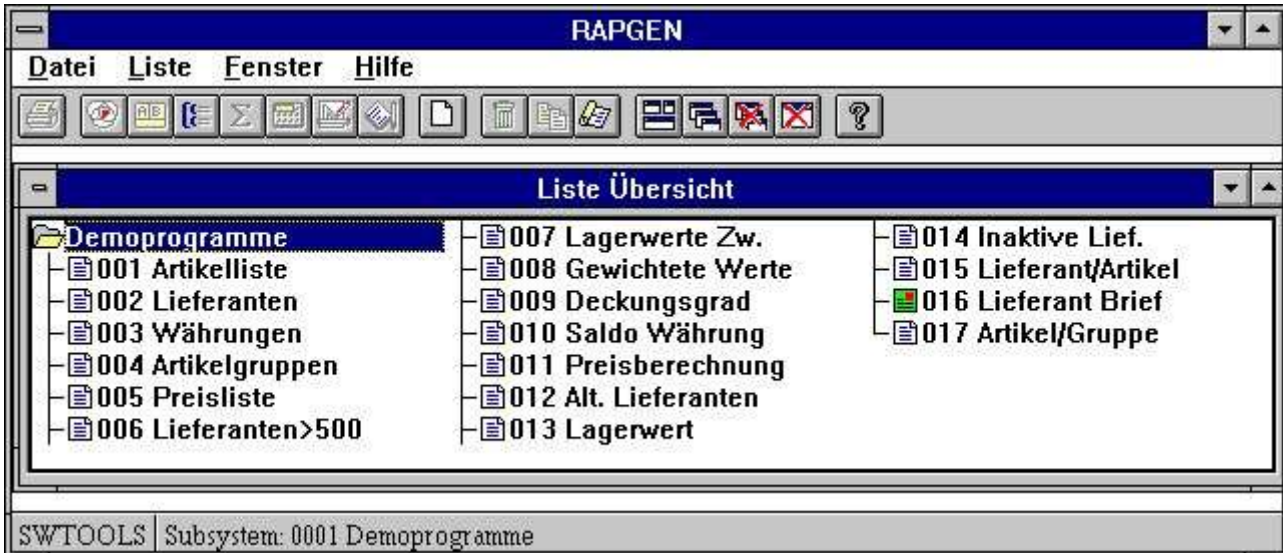 RAPGEN
Datei Liste Fenster Hilfe
Liste Übersicht
Demoprogramme
001 Artikelliste
002 Lieferanten
003 Währungen
004 Artikelgruppen
005 Preisliste
006 Lieferanten>500
007 Lagerwerte Zw.
008 Gewichtete Werte
009 Deckungsgrad
010 Saldo Währung
011 Preisberechnung
012 Alt. Lieferanten
013 Lagerwert
014 Inaktive Lief.
015 Lieferant/Artikel
016 Lieferant Brief
017 Artikel/Gruppe
SWTOOLS Subsystem: 0001 Demoprogramme